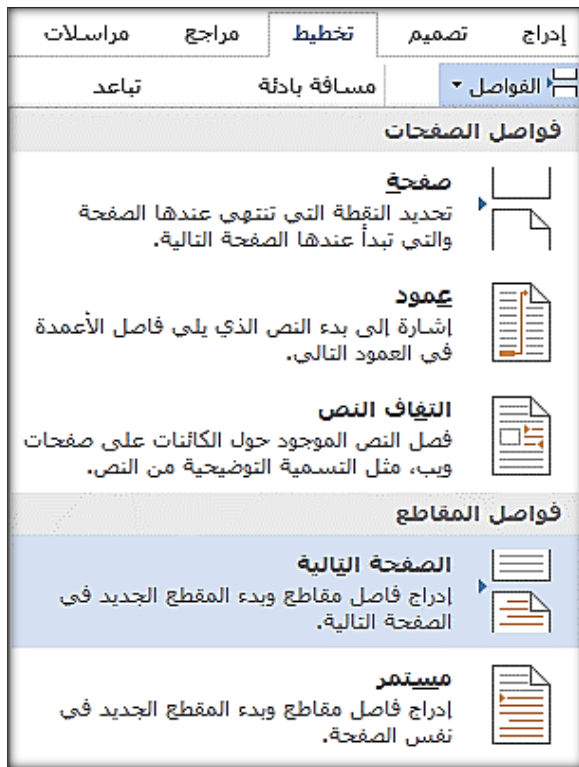 إدراج تصميم تخطيط مراجع مراسلات
الفواصل مسافة بادئة تباعد
فواصل الصفحات
صفحة
تحديد النقطة التي تنتهي عندها الصفحة
والتي تبدأ عندها الصفحة التالية.
عمود
إشارة إلى بدء النص الذي يلي فاصل الأعمدة
في العمود التالي.
التفاف النص
فصل النص الموجود حول الكائنات على صفحات
ويب، مثل التسمية التوضيحية من النص.
فواصل المقاطع
الصفحة التالية
إدراج فاصل مقاطع وبدء المقطع الجديد في
الصفحة التالية.
مستمر
إدراج فاصل مقاطع وبدء المقطع الجديد في
نفس الصفحة.